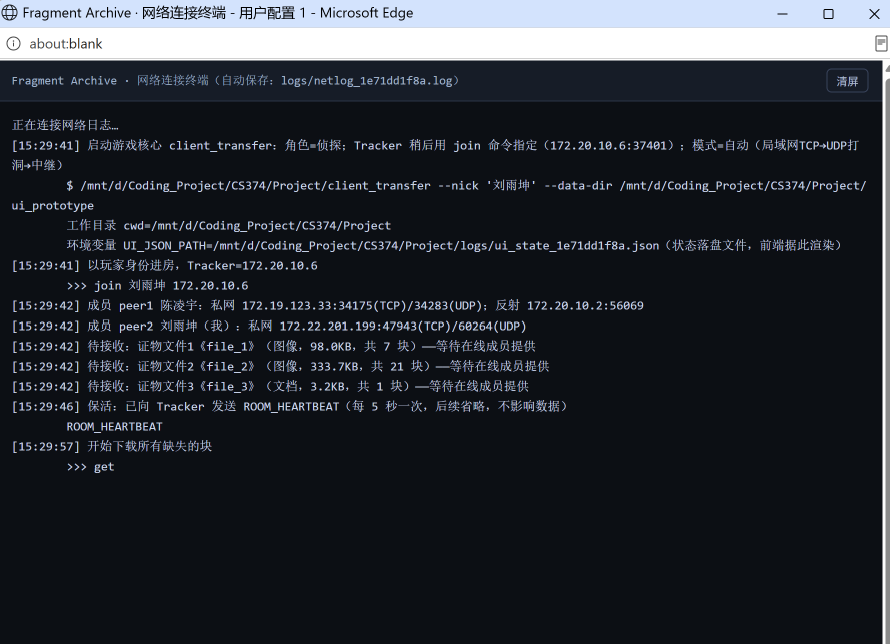 Fragment Archive · 网络连接终端 - 用户配置 1 - Microsoft Edge
about:blank
Fragment Archive · 网络连接终端（自动保存：logs/netlog_1e71dd1f8a.log）
清屏
正在连接网络日志…
[15:29:41] 启动游戏核心 client_transfer：角色=侦探；Tracker 稍后用 join 命令指定（172.20.10.6:37401）；模式=自动（局域网TCP→UDP打
洞→中继）
$ /mnt/d/Coding_Project/CS374/Project/client_transfer --nick '刘雨坤' --data-dir /mnt/d/Coding_Project/CS374/Project/
ui_prototype
工作目录 cwd=/mnt/d/Coding_Project/CS374/Project
环境变量 UI_JSON_PATH=/mnt/d/Coding_Project/CS374/Project/logs/ui_state_1e71dd1f8a.json（状态落盘文件，前端据此渲染）
[15:29:41] 以玩家身份进房，Tracker=172.20.10.6
>>> join 刘雨坤 172.20.10.6
[15:29:42] 成员 peer1 陈凌宇：私网 172.19.123.33:34175(TCP)/34283(UDP)；反射 172.20.10.2:56069
[15:29:42] 成员 peer2 刘雨坤（我）：私网 172.22.201.199:47943(TCP)/60264(UDP)
[15:29:42] 待接收：证物文件1《file_1》（图像，98.0KB，共 7 块）——等待在线成员提供
[15:29:42] 待接收：证物文件2《file_2》（图像，333.7KB，共 21 块）——等待在线成员提供
[15:29:42] 待接收：证物文件3《file_3》（文档，3.2KB，共 1 块）——等待在线成员提供
[15:29:46] 保活：已向 Tracker 发送 ROOM_HEARTBEAT（每 5 秒一次，后续省略，不影响数据）
ROOM_HEARTBEAT
[15:29:57] 开始下载所有缺失的块
>>> get